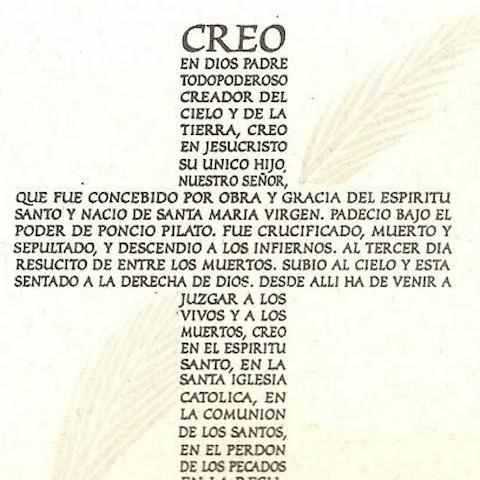 CREO
EN DIOS PADRE
TODOPODEROSO
CREADOR DEL
CIELO Y DE LA
TIERRA, CREO
EN JESUCRISTO
SU UNICO HIJO,
NUESTRO SEÑOR,
QUE FUE CONCEBIDO POR OBRA Y GRACIA DEL ESPIRITU
SANTO Y NACIO DE SANTA MARIA VIRGEN. PADECIO BAJO EL
PODER DE PONCIO PILATO. FUE CRUCIFICADO, MUERTO Y
SEPULTADO, Y DESCENDIO A LOS INFIERNOS. AL TERCER DIA
RESUCITO DE ENTRE LOS MUERTOS. SUBIO AL CIELO Y ESTA
SENTADO A LA DERECHA DE DIOS. DESDE ALLI HA DE VENIR A
JUZGAR A LOS
VIVOS Y A LOS
MUERTOS, CREO
EN EL ESPIRITU
SANTO, EN LA
SANTA IGLESIA
CATOLICA, EN
LA COMUNION
DE LOS SANTOS,
EN EL PERDON
DE LOS PECADOS
EN LA